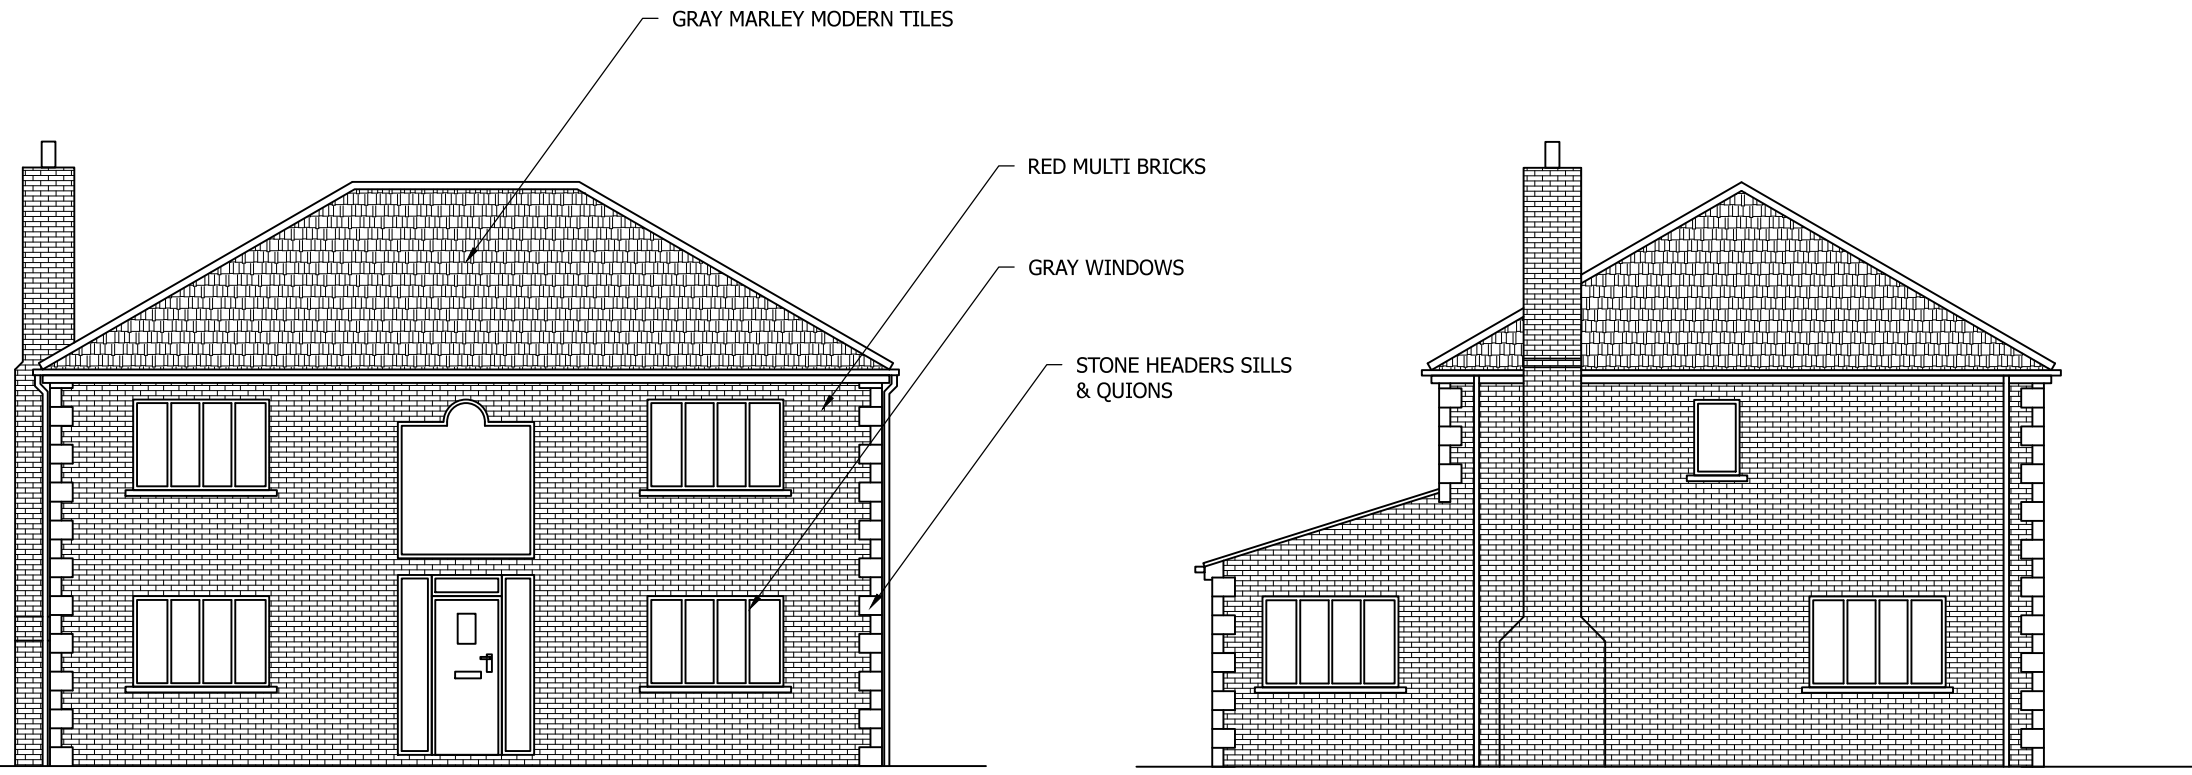 GRAY MARLEY MODERN TILES
RED MULTI BRICKS
GRAY WINDOWS
STONE HEADERS SILLS
& QUIONS